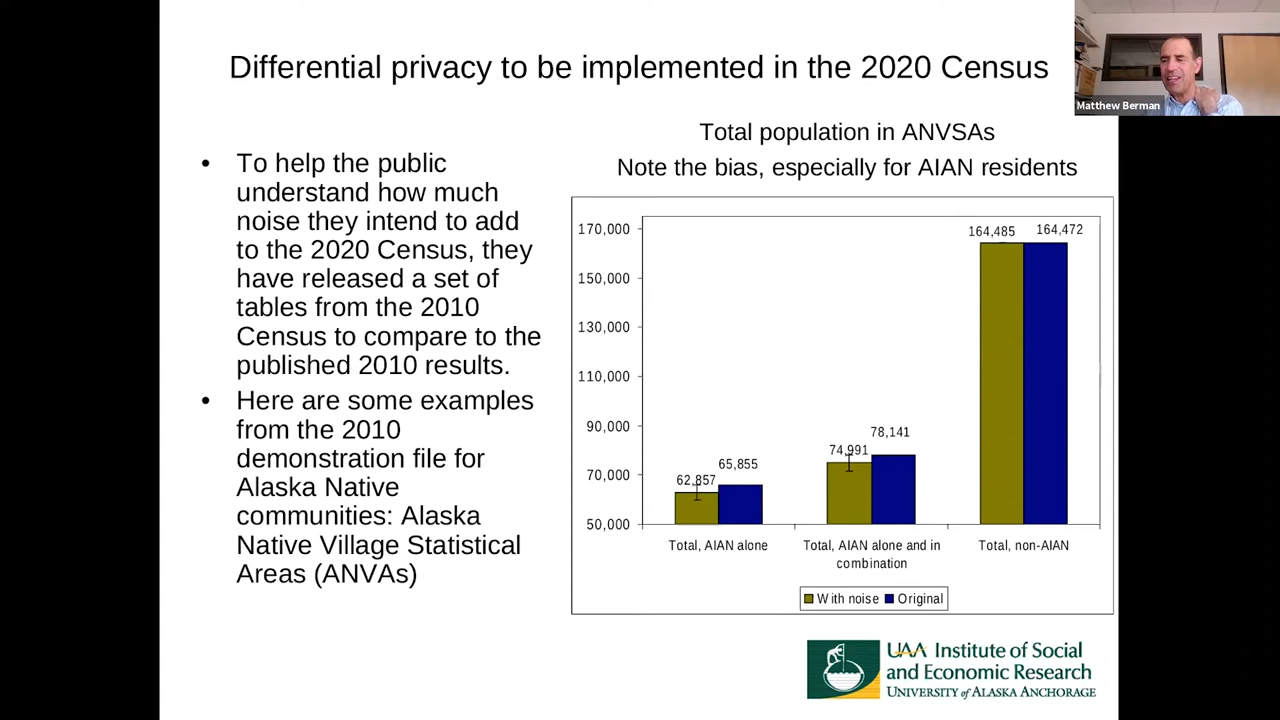 Differential privacy to be implemented in the 2020 Census
Matthew Berman
• To help the public
understand how much
noise they intend to add
to the 2020 Census, they
have released a set of
tables from the 2010
Census to compare to the
published 2010 results.
• Here are some examples
from the 2010
demonstration file for
Alaska Native
communities: Alaska
Native Village Statistical
Areas (ANVAs)
Total population in ANVSAs
Note the bias, especially for AIAN residents
170,000
150,000
130,000
110,000
90,000
70,000
50,000
62,857
65,855
74,991
78,141
164,485
164,472
Total, AIAN alone
Total, AIAN alone and in
combination
Total, non-AIAN
With noise
Original
UAA Institute of Social
and Economic Research
UNIVERSITY of ALASKA ANCHORAGE